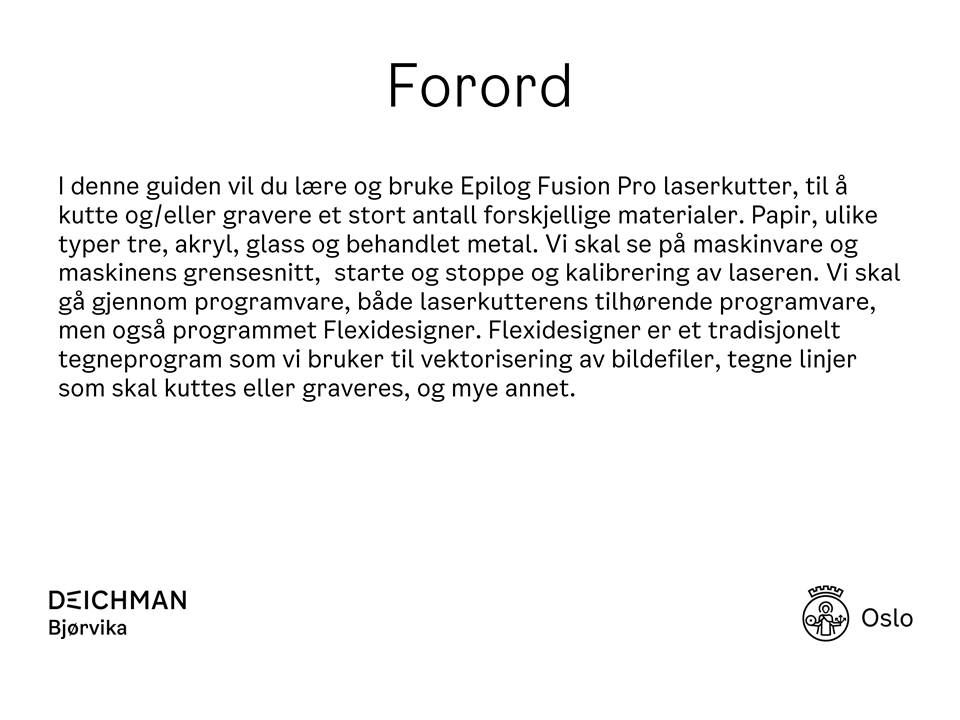 Forord
I denne guiden vil du lære og bruke Epilog Fusion Pro laserkutter, til å
kutte og/eller gravere et stort antall forskjellige materialer. Papir, ulike
typer tre, akryl, glass og behandlet metal. Vi skal se på maskinvare og
maskinens grensesnitt,  starte og stoppe og kalibrering av laseren. Vi skal
gå gjennom programvare, både laserkutterens tilhørende programvare,
men også programmet Flexidesigner. Flexidesigner er et tradisjonelt
tegneprogram som vi bruker til vektorisering av bildefiler, tegne linjer
som skal kuttes eller graveres, og mye annet.
DEICHMAN
Bjørvika
Oslo